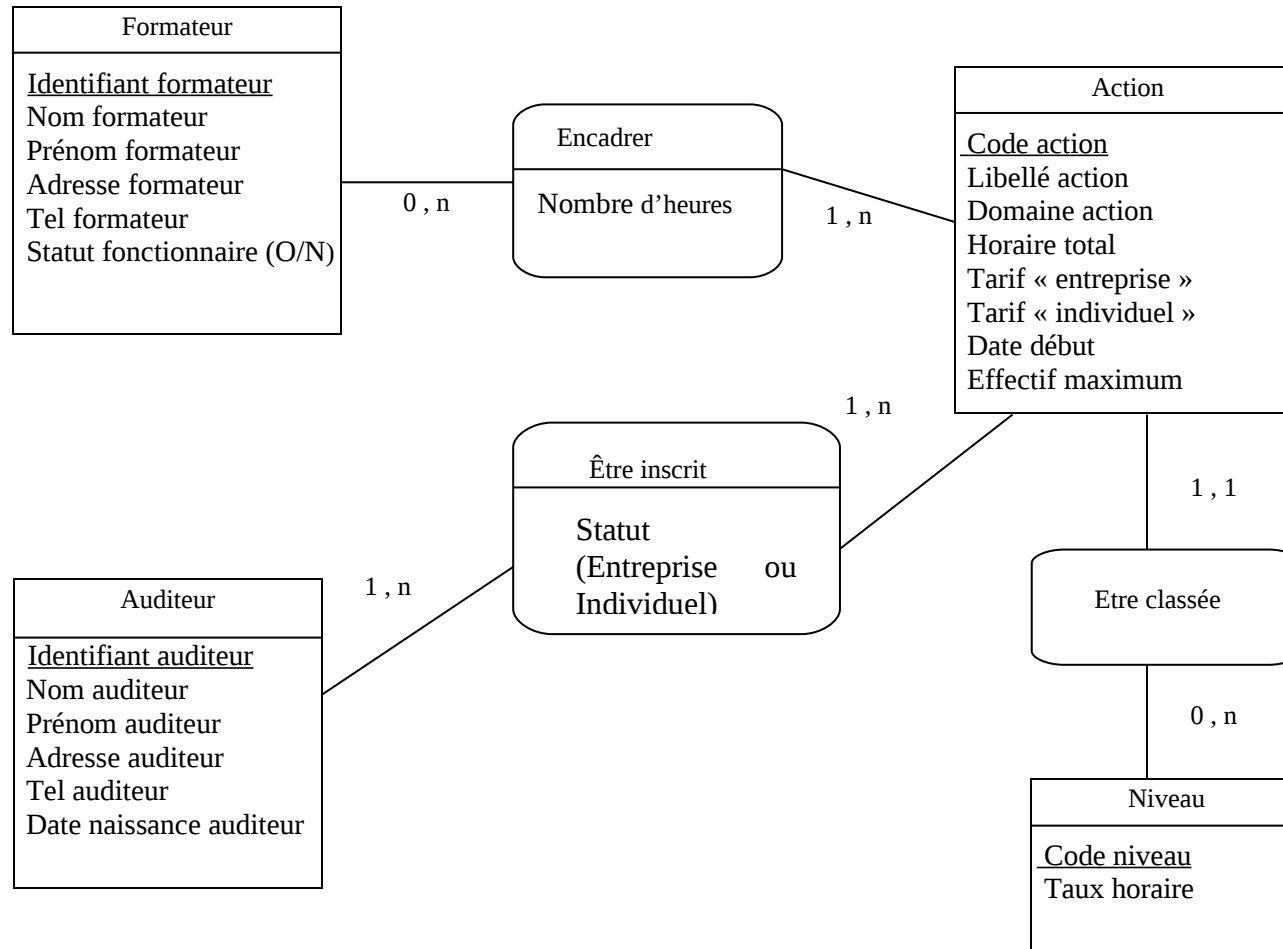 Formateur
Identifiant formateur
Nom formateur
Prénom formateur
Adresse formateur
Tel formateur
Statut fonctionnaire (O/N)
0 , n
Encadrer
Nombre d’heures
1 , n
Action
Code action
Libellé action
Domaine action
Horaire total
Tarif « entreprise »
Tarif « individuel »
Date début
Effectif maximum
1 , n
Être inscrit
Statut
(Entreprise ou
Individuel)
1 , n
Auditeur
Identifiant auditeur
Nom auditeur
Prénom auditeur
Adresse auditeur
Tel auditeur
Date naissance auditeur
1 , 1
Etre classée
0 , n
Niveau
Code niveau
Taux horaire